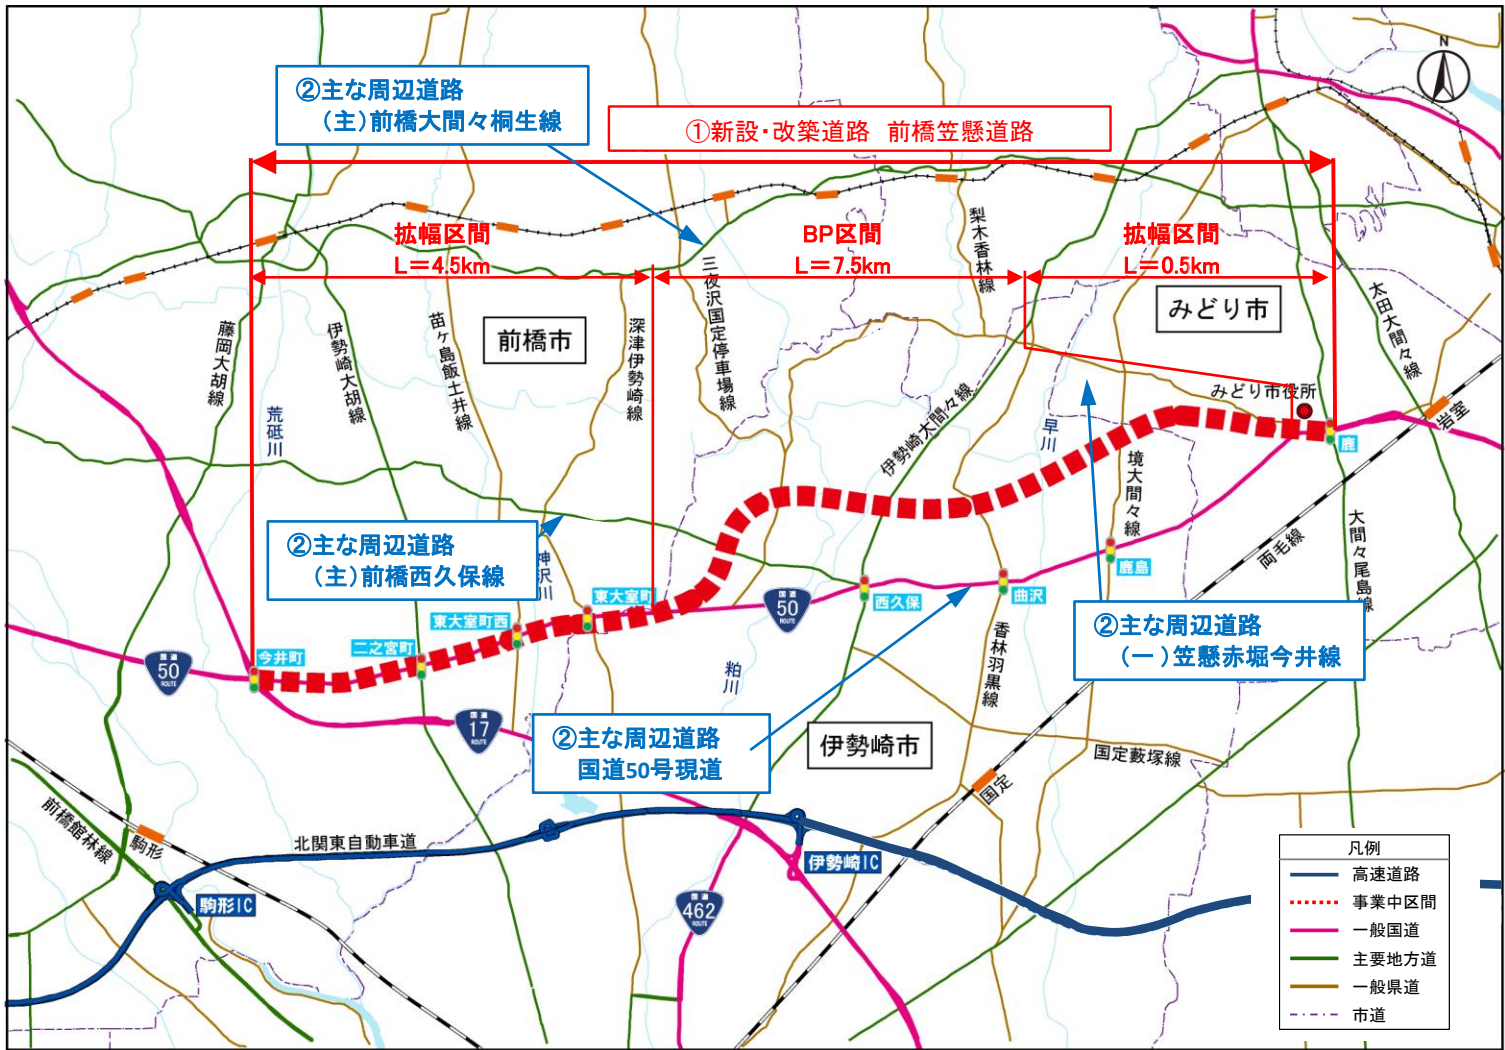 N
②主な周辺道路
(主)前橋大間々桐生線
①新設・改築道路 前橋笠懸道路
拡幅区間
L=4.5km
BP区間
L=7.5km
拡幅区間
L=0.5km
梨木香林線
三夜沢国定停車場線
前橋市
みどり市
藤岡大胡線
伊勢崎大胡線
苗ヶ島飯土井線
深津伊勢崎線
太田大間々線
荒砥川
みどり市役所
伊勢崎大間々線
早川
境大間々線
鹿
岩宿
大間々尾島線
両毛線
②主な周辺道路
(主)前橋西久保線
神沢川
東大室町
東大室町西
二之宮町
今井町
国道
50
ROUTE
国道
50
ROUTE
西久保
曲沢
鹿島
②主な周辺道路
(一)笠懸赤堀今井線
香林羽黒線
粕川
国道
17
ROUTE
②主な周辺道路
国道50号現道
伊勢崎市
国定藪塚線
国定
前橋館林線
駒形
北関東自動車道
駒形IC
伊勢崎IC
国道
462
ROUTE
凡例
高速道路
事業中区間
一般国道
主要地方道
一般県道
市道